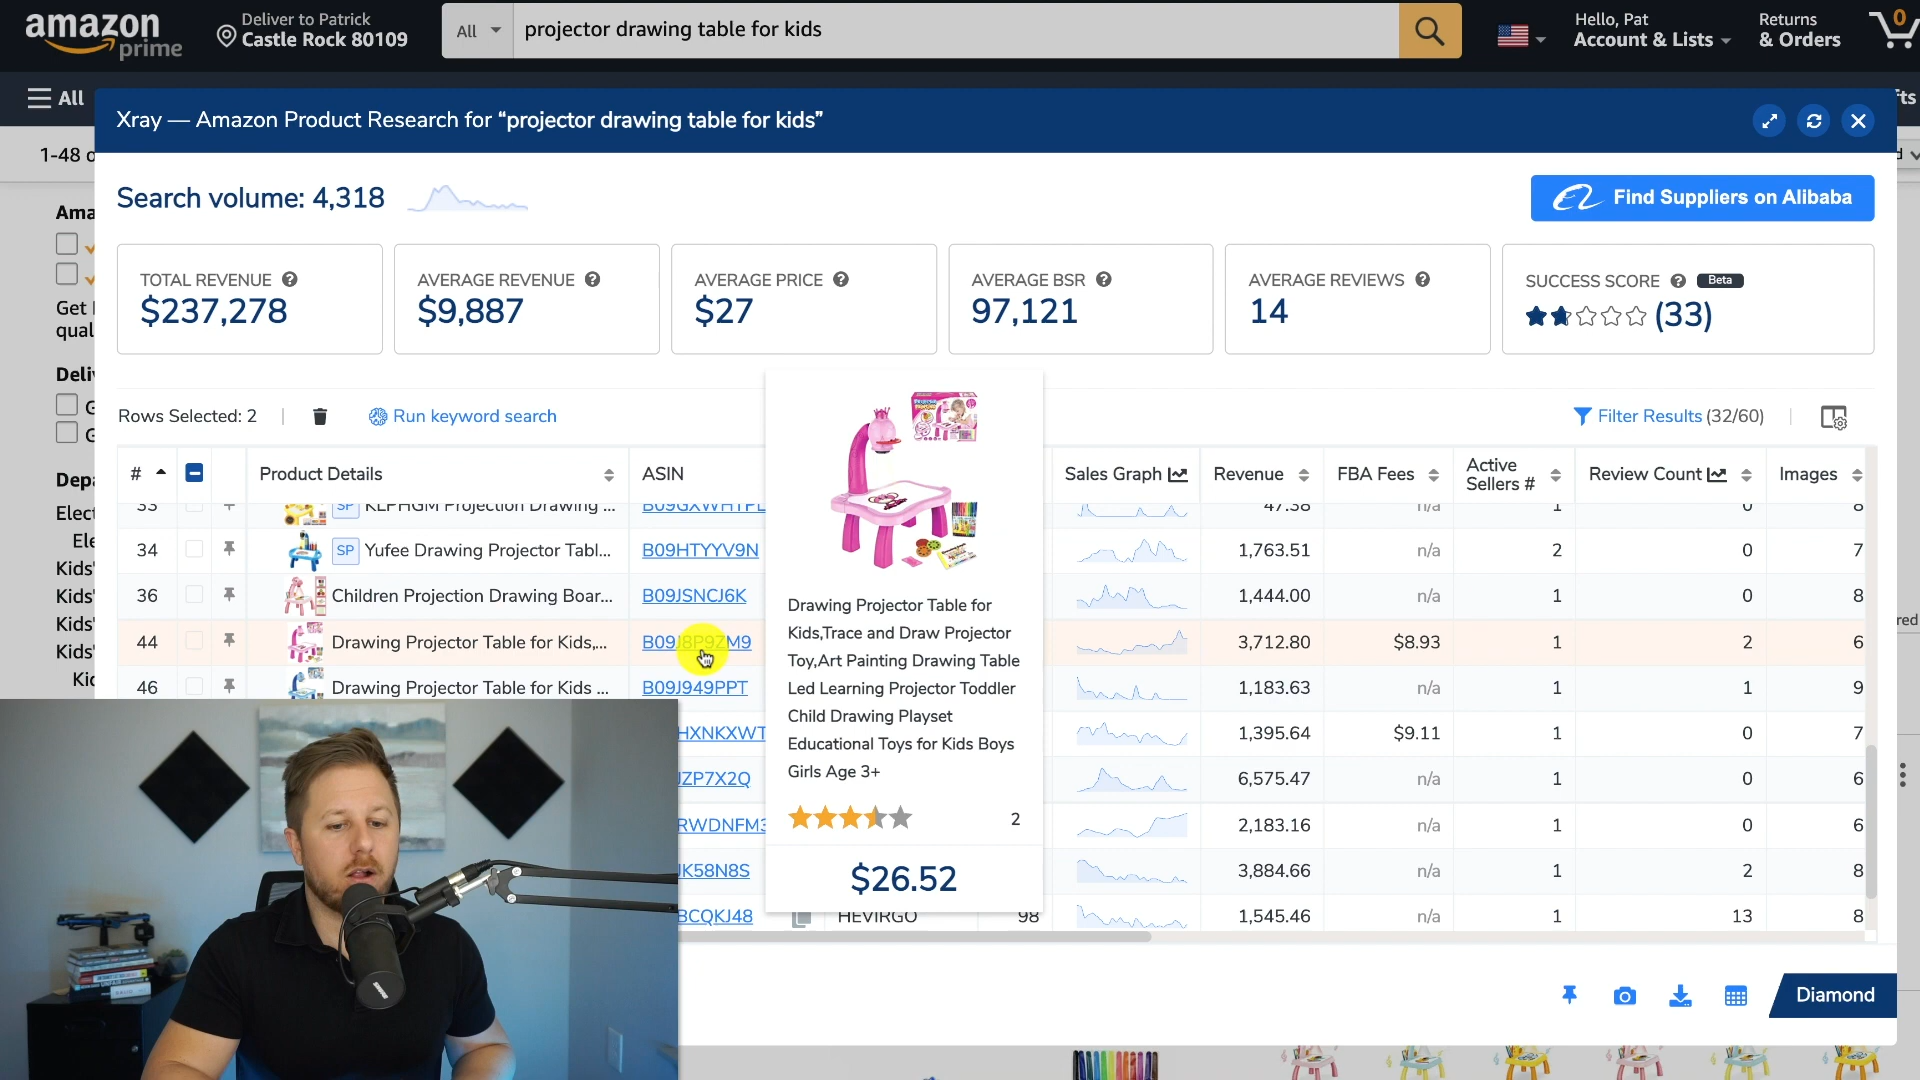 amazon
prime
Deliver to Patrick
Castle Rock 80109
All
projector drawing table for kids
Hello, Pat
Account & Lists
Returns
& Orders
0
All
Xray — Amazon Product Research for “projector drawing table for kids”
1-48 o
Search volume: 4,318
Find Suppliers on Alibaba
TOTAL REVENUE
$237,278
AVERAGE REVENUE
$9,887
AVERAGE PRICE
$27
AVERAGE BSR
97,121
AVERAGE REVIEWS
14
SUCCESS SCORE Beta
(33)
Rows Selected: 2
Run keyword search
Filter Results (32/60)
# Product Details ASIN Sales Graph Revenue FBA Fees Active Sellers # Review Count Images
34 SP Yufee Drawing Projector Tabl... B09HTYYV9N 1,763.51 n/a 2 0 7
36 Children Projection Drawing Boar... B09JSNCJ6K 1,444.00 n/a 1 0 8
44 Drawing Projector Table for Kids,... B09J8P9ZM9 3,712.80 $8.93 1 2 6
46 Drawing Projector Table for Kids ... B09J949PPT 1,183.63 n/a 1 1 9
HXNKXWT 1,395.64 $9.11 1 0 7
JZP7X2Q 6,575.47 n/a 1 0 6
RWDNFM3 2,183.16 n/a 1 0 6
JK58N8S 3,884.66 n/a 1 2 8
BCQKJ48 HEVIRGO 98 1,545.46 n/a 1 13 8
Drawing Projector Table for
Kids,Trace and Draw Projector
Toy,Art Painting Drawing Table
Led Learning Projector Toddler
Child Drawing Playset
Educational Toys for Kids Boys
Girls Age 3+
2
$26.52
Diamond